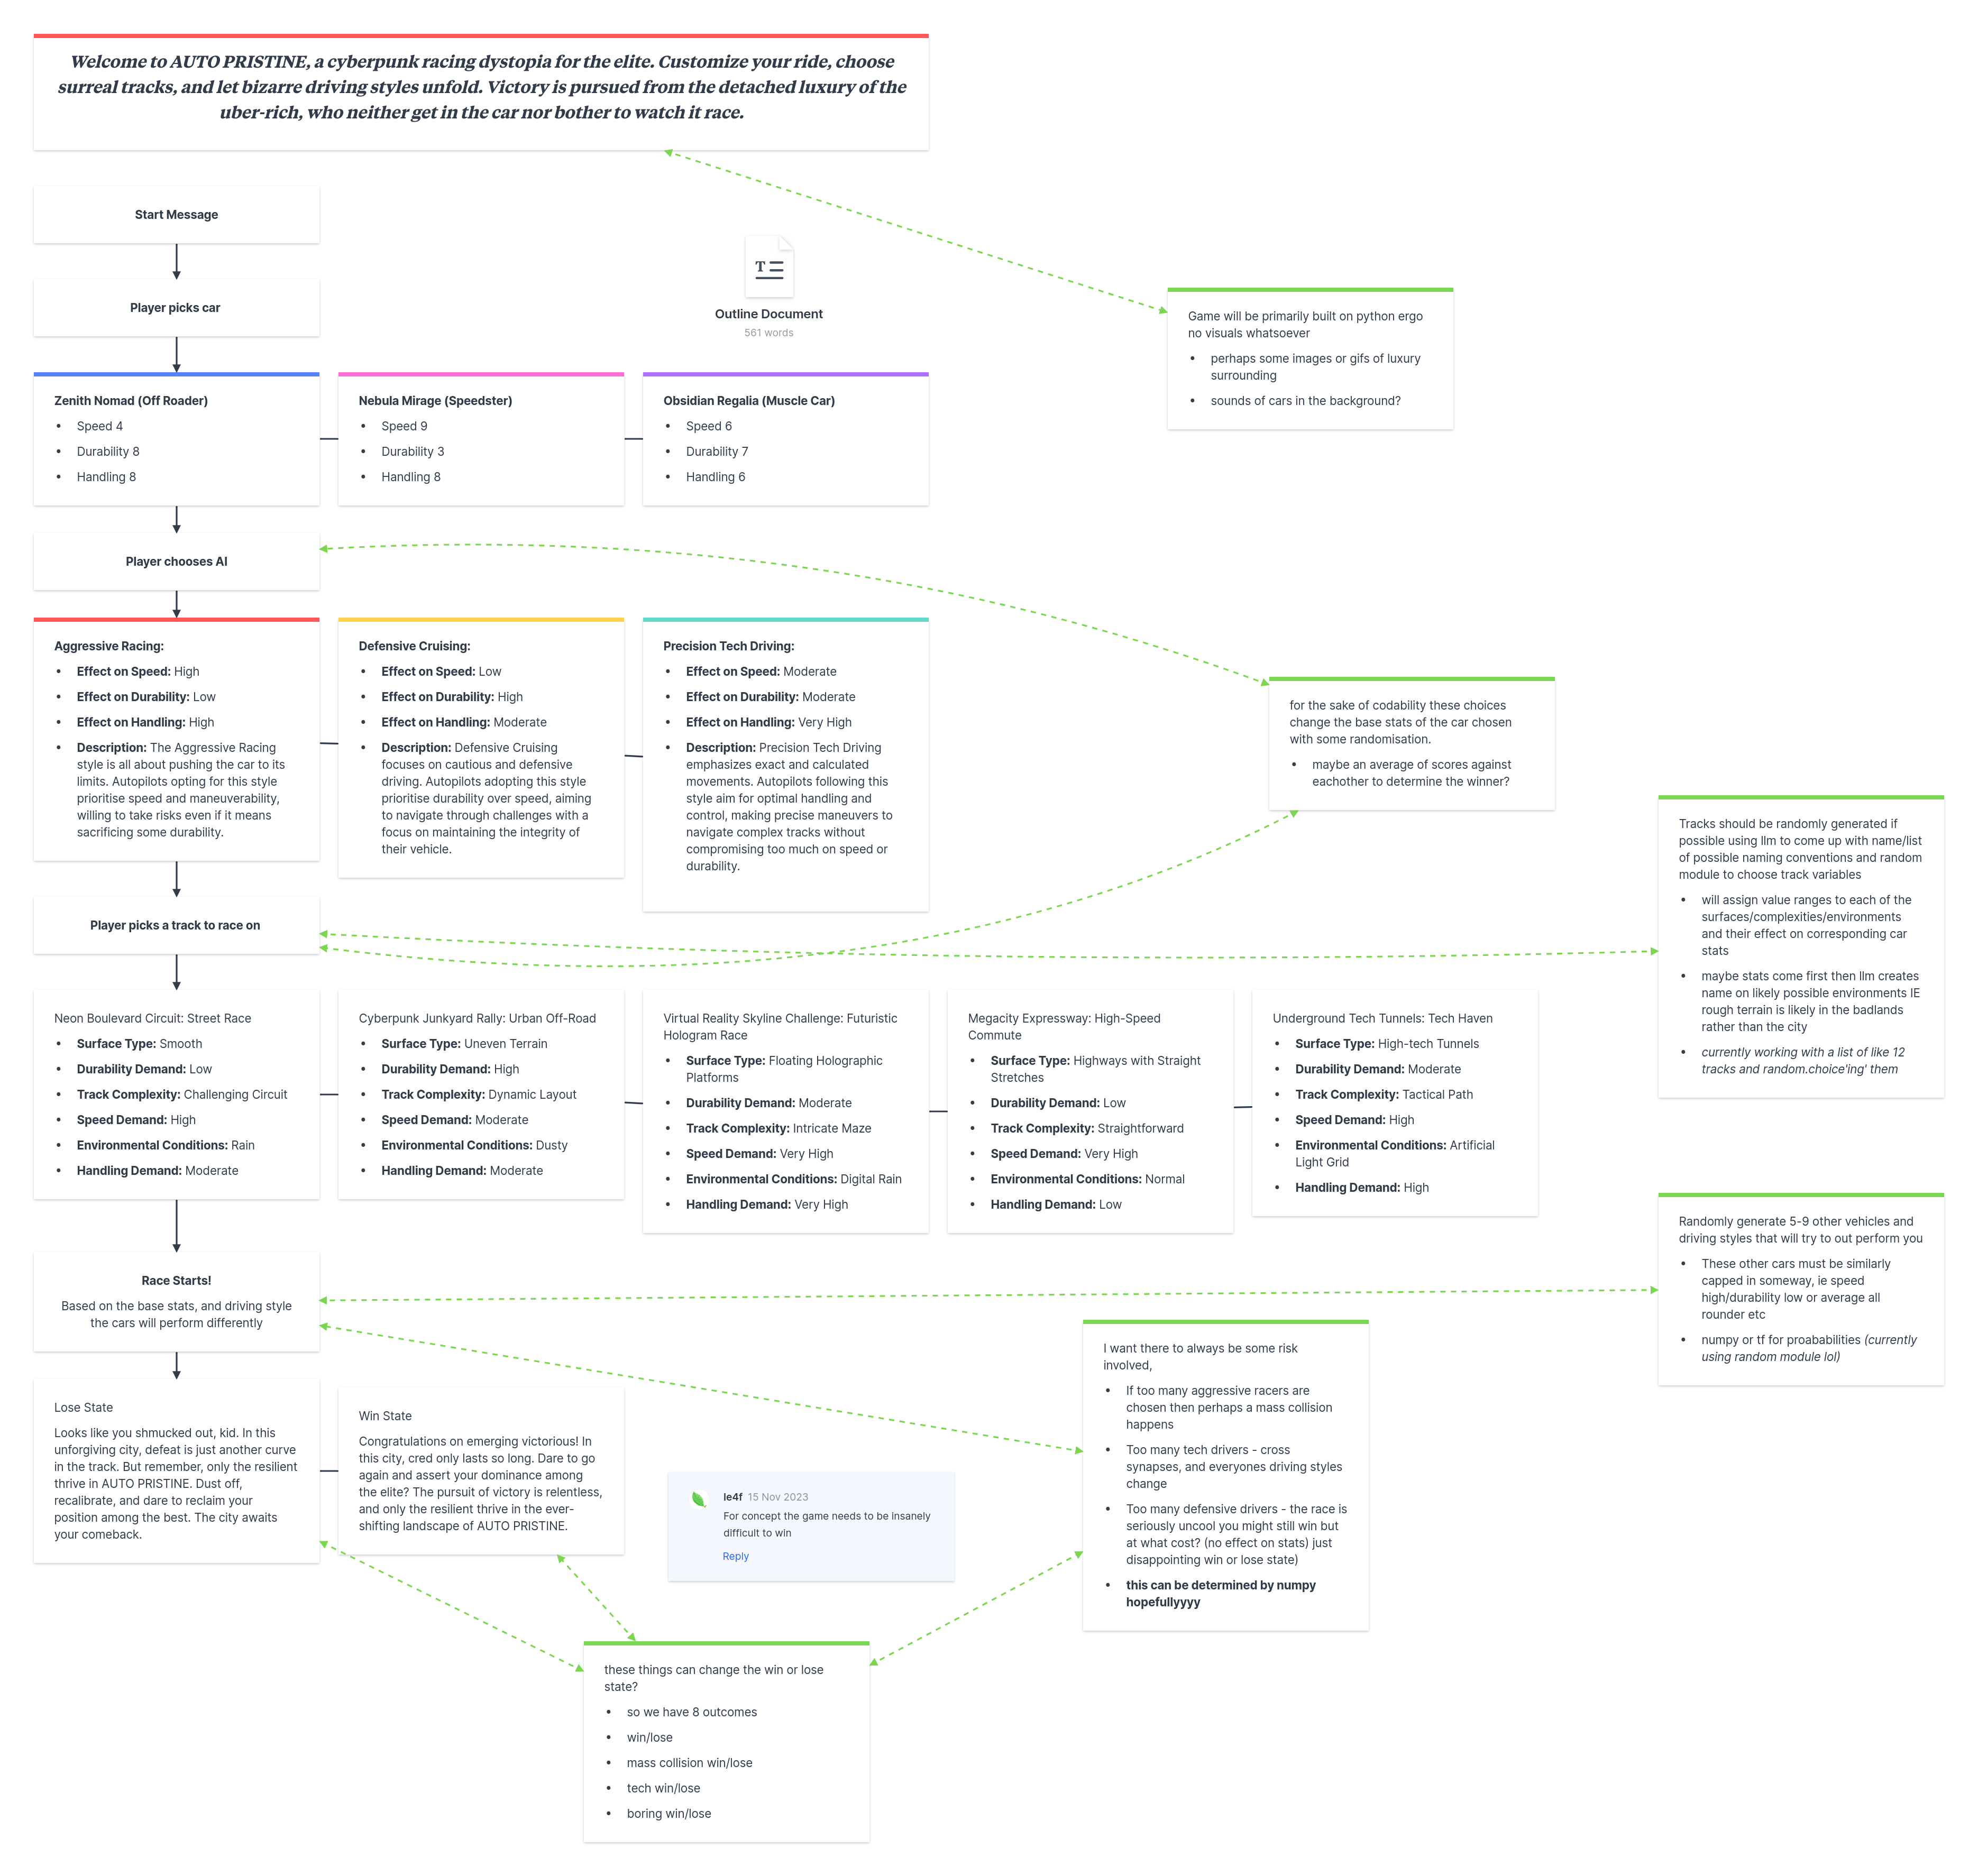 Welcome to AUTO PRISTINE, a cyberpunk racing dystopia for the elite. Customize your ride, choose
surreal tracks, and let bizarre driving styles unfold. Victory is pursued from the detached luxury of the
uber-rich, who neither get in the car nor bother to watch it race.
Start Message
Player picks car
T
Outline Document
561 words
Game will be primarily built on python ergo
no visuals whatsoever
• perhaps some images or gifs of luxury
surrounding
• sounds of cars in the background?
Zenith Nomad (Off Roader)
• Speed 4
• Durability 8
• Handling 8
Nebula Mirage (Speedster)
• Speed 9
• Durability 3
• Handling 8
Obsidian Regalia (Muscle Car)
• Speed 6
• Durability 7
• Handling 6
Player chooses AI
Aggressive Racing:
• Effect on Speed: High
• Effect on Durability: Low
• Effect on Handling: High
• Description: The Aggressive Racing
style is all about pushing the car to its
limits. Autopilots opting for this style
prioritise speed and maneuverability,
willing to take risks even if it means
sacrificing some durability.
Defensive Cruising:
• Effect on Speed: Low
• Effect on Durability: High
• Effect on Handling: Moderate
• Description: Defensive Cruising
focuses on cautious and defensive
driving. Autopilots adopting this style
prioritise durability over speed, aiming
to navigate through challenges with a
focus on maintaining the integrity of
their vehicle.
Precision Tech Driving:
• Effect on Speed: Moderate
• Effect on Durability: Moderate
• Effect on Handling: Very High
• Description: Precision Tech Driving
emphasizes exact and calculated
movements. Autopilots following this
style aim for optimal handling and
control, making precise maneuvers to
navigate complex tracks without
compromising too much on speed or
durability.
for the sake of codability these choices
change the base stats of the car chosen
with some randomisation.
• maybe an average of scores against
eachother to determine the winner?
Tracks should be randomly generated if
possible using llm to come up with name/list
of possible naming conventions and random
module to choose track variables
• will assign value ranges to each of the
surfaces/complexities/environments
and their effect on corresponding car
stats
• maybe stats come first then llm creates
name on likely possible environments IE
rough terrain is likely in the badlands
rather than the city
• currently working with a list of like 12
tracks and random.choice'ing' them
Player picks a track to race on
Neon Boulevard Circuit: Street Race
• Surface Type: Smooth
• Durability Demand: Low
• Track Complexity: Challenging Circuit
• Speed Demand: High
• Environmental Conditions: Rain
• Handling Demand: Moderate
Cyberpunk Junkyard Rally: Urban Off-Road
• Surface Type: Uneven Terrain
• Durability Demand: High
• Track Complexity: Dynamic Layout
• Speed Demand: Moderate
• Environmental Conditions: Dusty
• Handling Demand: Moderate
Virtual Reality Skyline Challenge: Futuristic
Hologram Race
• Surface Type: Floating Holographic
Platforms
• Durability Demand: Moderate
• Track Complexity: Intricate Maze
• Speed Demand: Very High
• Environmental Conditions: Digital Rain
• Handling Demand: Very High
Megacity Expressway: High-Speed
Commute
• Surface Type: Highways with Straight
Stretches
• Durability Demand: Low
• Track Complexity: Straightforward
• Speed Demand: Very High
• Environmental Conditions: Normal
• Handling Demand: Low
Underground Tech Tunnels: Tech Haven
• Surface Type: High-tech Tunnels
• Durability Demand: Moderate
• Track Complexity: Tactical Path
• Speed Demand: High
• Environmental Conditions: Artificial
Light Grid
• Handling Demand: High
Randomly generate 5-9 other vehicles and
driving styles that will try to out perform you
• These other cars must be similarly
capped in someway, ie speed
high/durability low or average all
rounder etc
• numpy or tf for proababilities (currently
using random module lol)
Race Starts!
Based on the base stats, and driving style
the cars will perform differently
I want there to always be some risk
involved,
• If too many aggressive racers are
chosen then perhaps a mass collision
happens
• Too many tech drivers - cross
synapses, and everyones driving styles
change
• Too many defensive drivers - the race is
seriously uncool you might still win but
at what cost? (no effect on stats) just
disappointing win or lose state)
• this can be determined by numpy
hopefullyyyy
Lose State
Looks like you shmucked out, kid. In this
unforgiving city, defeat is just another curve
in the track. But remember, only the resilient
thrive in AUTO PRISTINE. Dust off,
recalibrate, and dare to reclaim your
position among the best. The city awaits
your comeback.
Win State
Congratulations on emerging victorious! In
this city, cred only lasts so long. Dare to go
again and assert your dominance among
the elite? The pursuit of victory is relentless,
and only the resilient thrive in the ever-
shifting landscape of AUTO PRISTINE.
le4f 15 Nov 2023
For concept the game needs to be insanely
difficult to win
Reply
these things can change the win or lose
state?
• so we have 8 outcomes
• win/lose
• mass collision win/lose
• tech win/lose
• boring win/lose